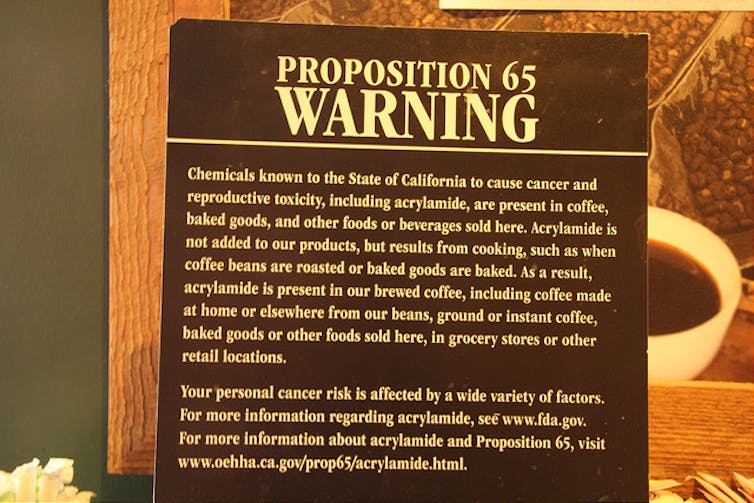 PROPOSITION 65
WARNING
Chemicals known to the State of California to cause cancer and
reproductive toxicity, including acrylamide, are present in coffee,
baked goods, and other foods or beverages sold here. Acrylamide is
not added to our products, but results from cooking, such as when
coffee beans are roasted or baked goods are baked. As a result,
acrylamide is present in our brewed coffee, including coffee made
at home or elsewhere from our beans, ground or instant coffee,
baked goods or other foods sold here, in grocery stores or other
retail locations.
Your personal cancer risk is affected by a wide variety of factors.
For more information regarding acrylamide, see www.fda.gov.
For more information about acrylamide and Proposition 65, visit
www.oehha.ca.gov/prop65/acrylamide.html.